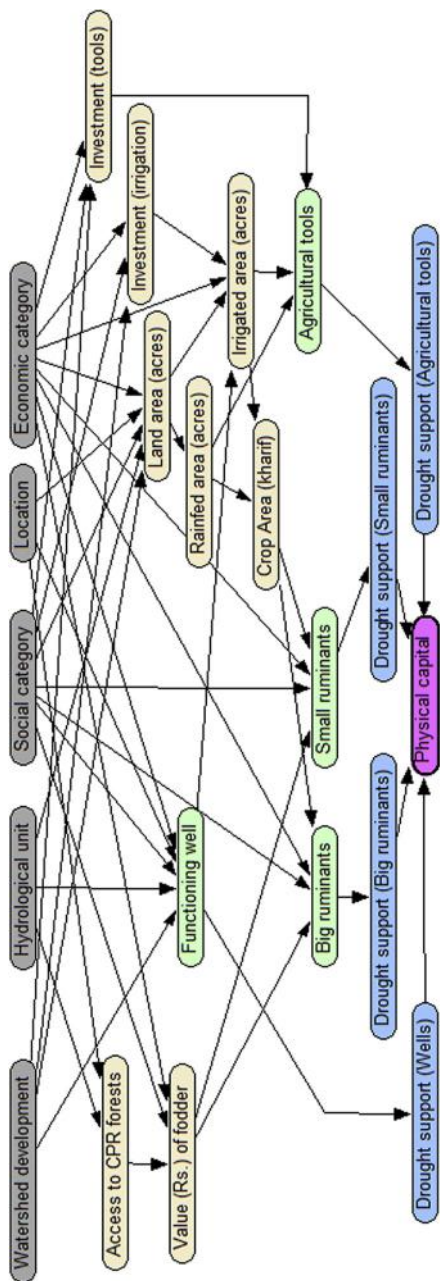 Watershed development
Hydrological unit
Social category
Location
Economic category
Investment (tools)
Investment (irrigation)
Access to CPR forests
Land area (acres)
Value (Rs.) of fodder
Functioning well
Rainfed area (acres)
Irrigated area (acres)
Crop Area (kharif)
Agricultural tools
Big ruminants
Small ruminants
Drought support (Big ruminants)
Drought support (Small ruminants)
Drought support (Wells)
Physical capital
Drought support (Agricultural tools)